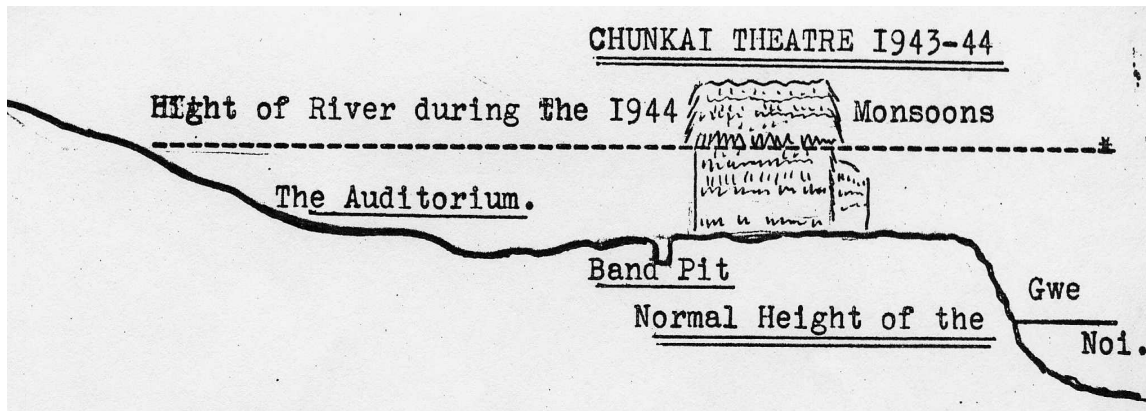 CHUNKAI THEATRE I943-44
HIght of River during the I944 Monsoons
*
The Auditorium.
Band Pit
Gwe
Normal Height of the
Noi.